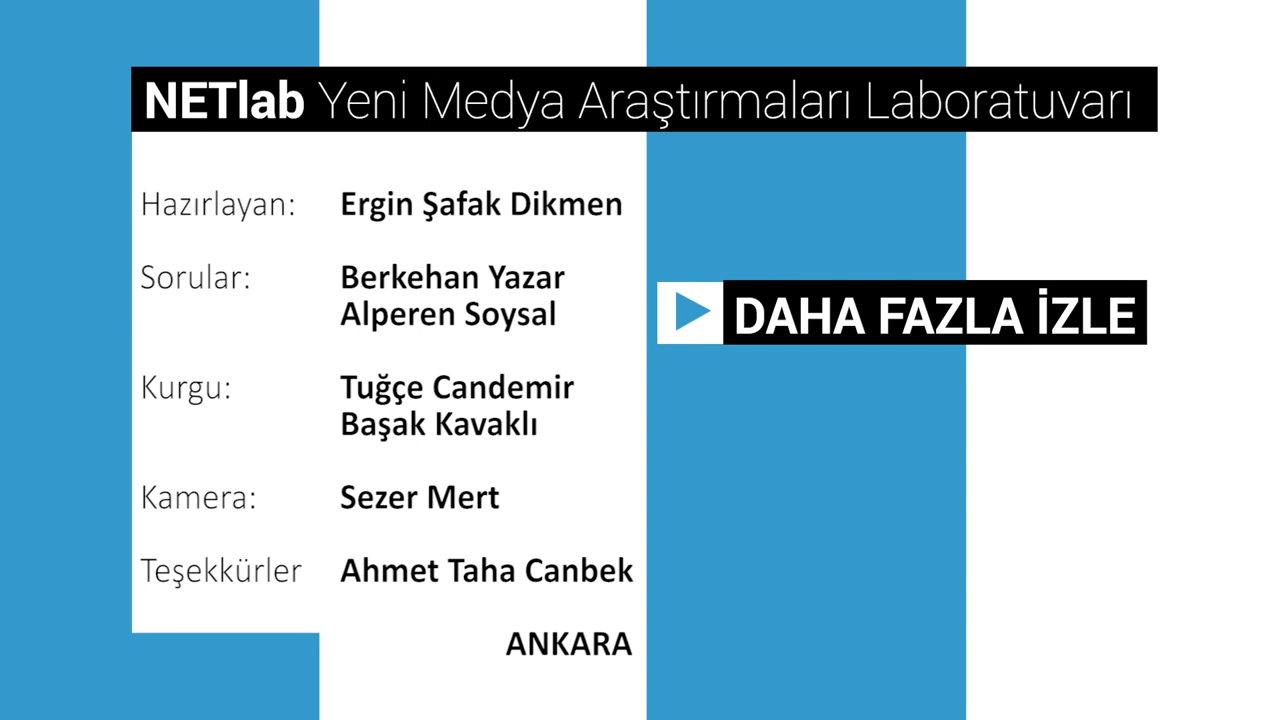 NETlab Yeni Medya Araştırmaları Laboratuvarı
Hazırlayan: Ergin Şafak Dikmen
Sorular: Berkehan Yazar
Alperen Soysal
Kurgu: Tuğçe Candemir
Başak Kavaklı
Kamera: Sezer Mert
Teşekkürler Ahmet Taha Canbek
ANKARA
DAHA FAZLA İZLE